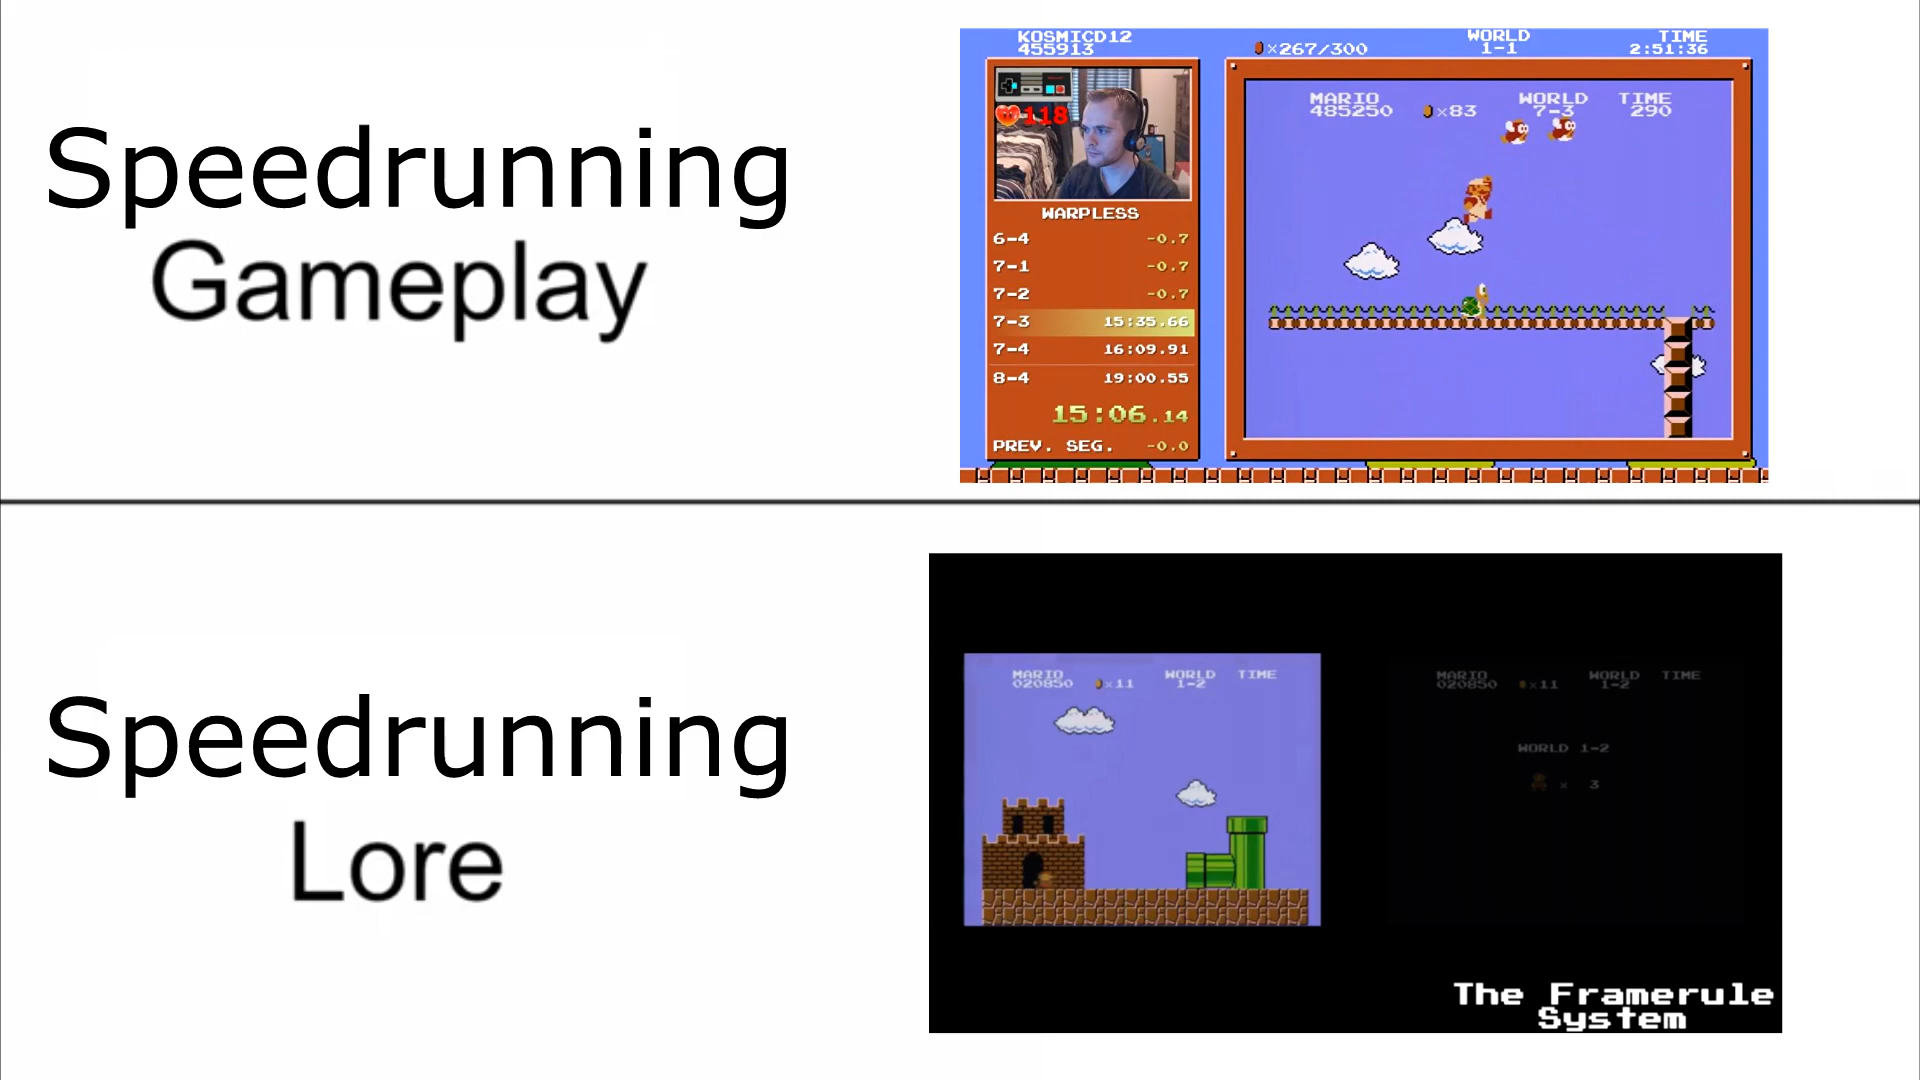 Speedrunning
Gameplay
KOSMICD12
455913
×267/300
WORLD
1-1
TIME
2:51:36
118
WARPLESS
6-4 -0.7
7-1 -0.7
7-2 -0.7
7-3 15:35.66
7-4 16:09.91
8-4 19:00.55
15:06.14
PREV. SEG. -0.0
MARIO
485250
×83
WORLD
7-3
TIME
290
Speedrunning
Lore
MARIO
020850
×11
WORLD
1-2
TIME
MARIO
020850
×11
WORLD
1-2
TIME
WORLD 1-2
× 3
The Framerule
System